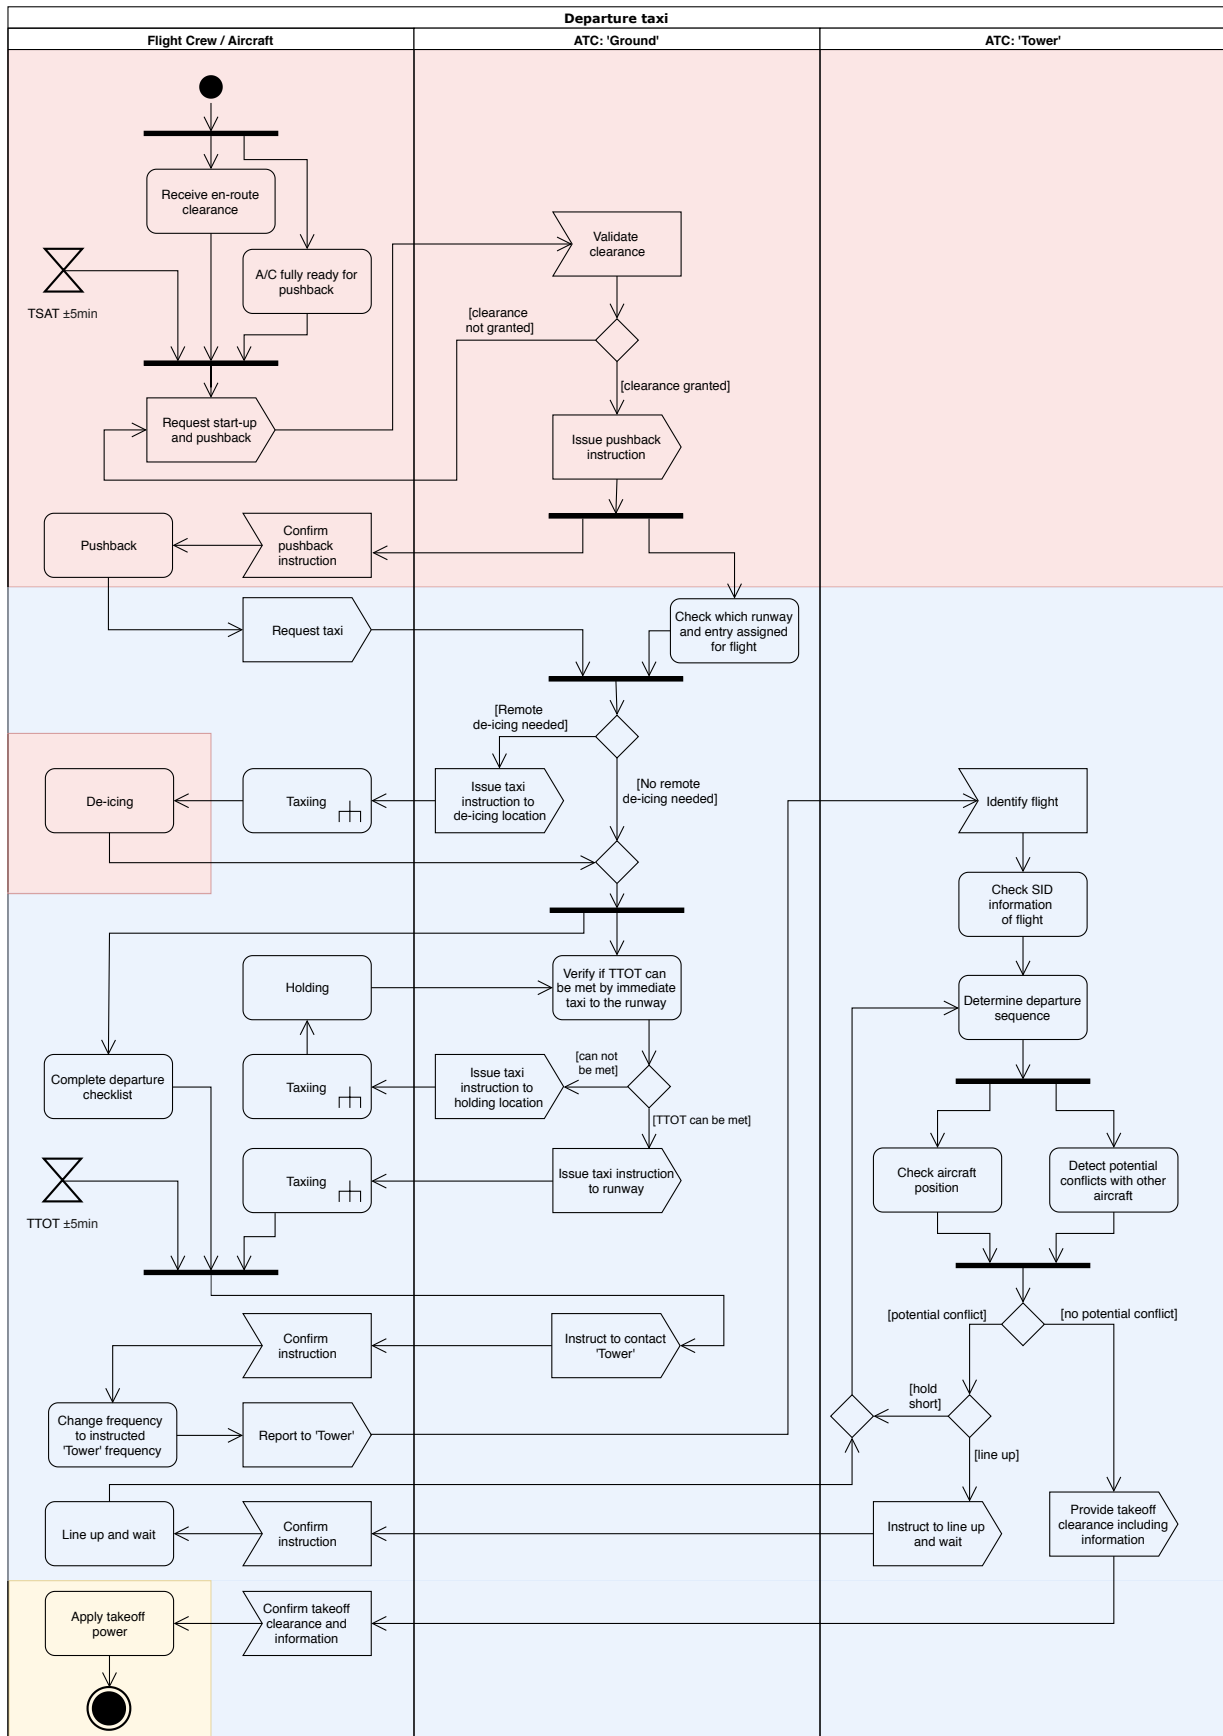 Departure taxi
Flight Crew / Aircraft
ATC: 'Ground'
ATC: 'Tower'
Receive en-route
clearance
A/C fully ready for
pushback
TSAT ±5min
Validate
clearance
[clearance
not granted]
[clearance granted]
Request start-up
and pushback
Issue pushback
instruction
Pushback
Confirm
pushback
instruction
Request taxi
Check which runway
and entry assigned
for flight
[Remote
de-icing needed]
[No remote
de-icing needed]
De-icing
Taxiing
Issue taxi
instruction to
de-icing location
Identify flight
Check SID
information
of flight
Holding
Verify if TTOT can
be met by immediate
taxi to the runway
Determine departure
sequence
Complete departure
checklist
Taxiing
Issue taxi
instruction to
holding location
[can not
be met]
[TTOT can be met]
TTOT ±5min
Taxiing
Issue taxi instruction
to runway
Check aircraft
position
Detect potential
conflicts with other
aircraft
[potential conflict]
[no potential conflict]
Confirm
instruction
Instruct to contact
'Tower'
[hold
short]
Change frequency
to instructed
'Tower' frequency
Report to 'Tower'
[line up]
Line up and wait
Confirm
instruction
Instruct to line up
and wait
Provide takeoff
clearance including
information
Apply takeoff
power
Confirm takeoff
clearance and
information